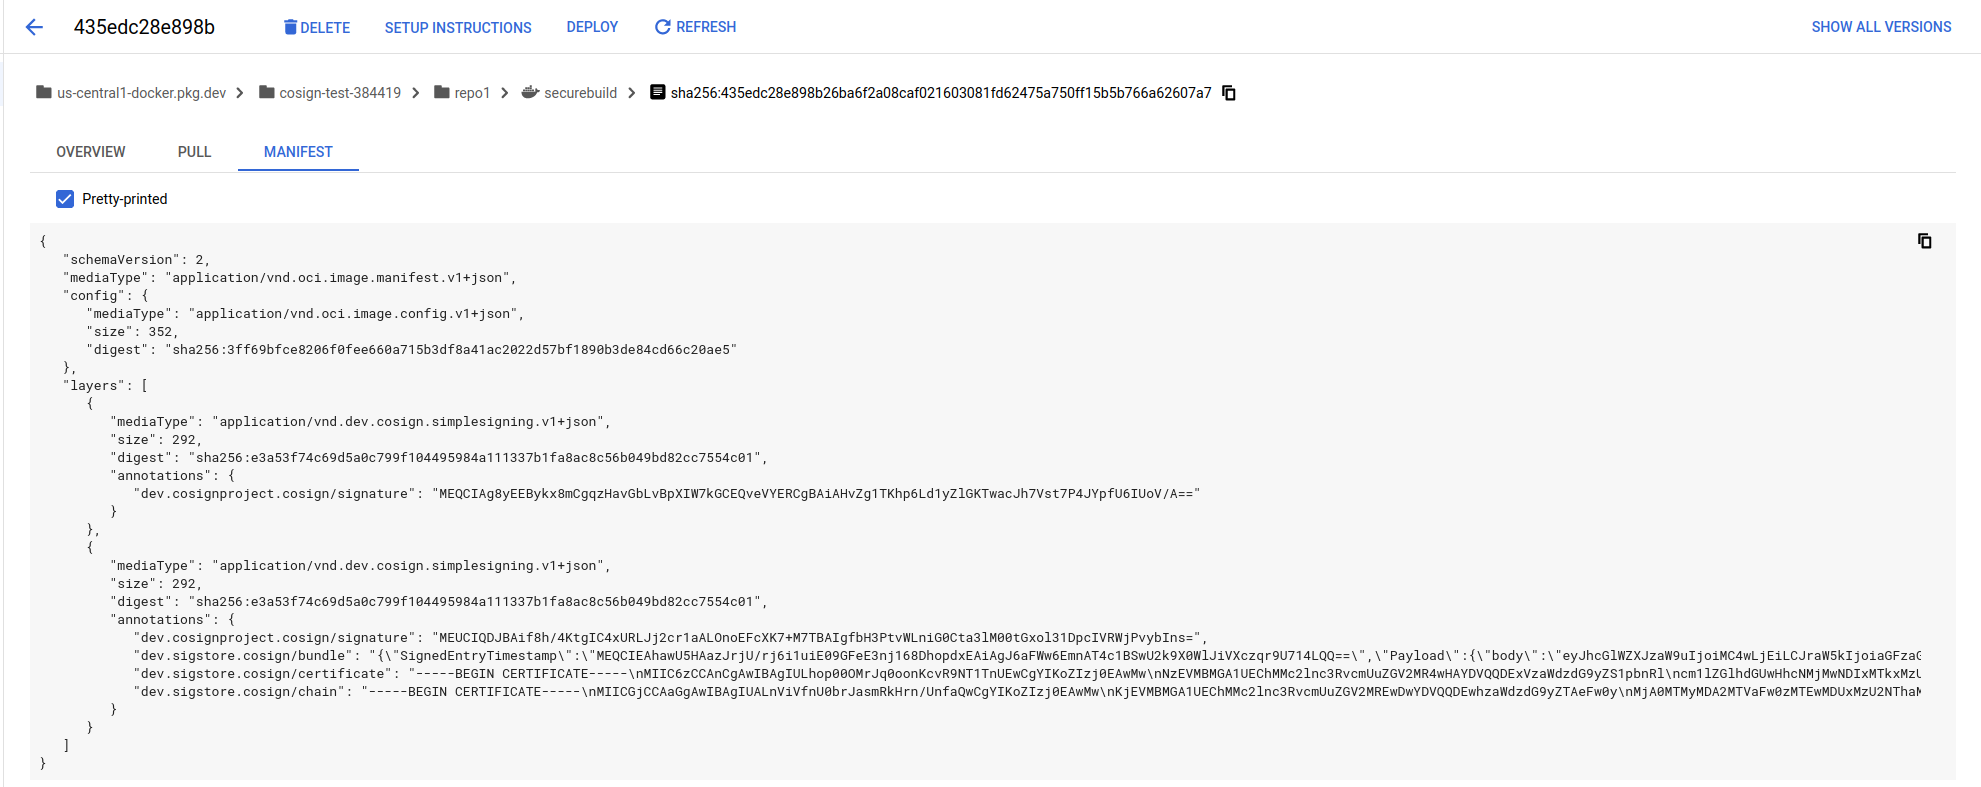 435edc28e898b DELETE SETUP INSTRUCTIONS DEPLOY REFRESH SHOW ALL VERSIONS
us-central1-docker.pkg.dev cosign-test-384419 repo1 securebuild sha256:435edc28e898b26ba6f2a08caf021603081fd62475a750ff15b5b766a62607a7
OVERVIEW PULL MANIFEST
Pretty-printed
{
"schemaVersion": 2,
"mediaType": "application/vnd.oci.image.manifest.v1+json",
"config": {
"mediaType": "application/vnd.oci.image.config.v1+json",
"size": 352,
"digest": "sha256:3ff69bfce8206f0fee660a715b3df8a41ac2022d57bf1890b3de84cd66c20ae5"
},
"layers": [
{
"mediaType": "application/vnd.dev.cosign.simplesigning.v1+json",
"size": 292,
"digest": "sha256:e3a53f74c69d5a0c799f104495984a111337b1fa8ac8c56b049bd82cc7554c01",
"annotations": {
"dev.cosignproject.cosign/signature": "MEQCIAg8yEEBykx8mCgqzHavGbLvBpXIW7kGCEQveVYERCgBAiAHvZg1TKhp6Ld1yZlGKTwacJh7Vst7P4JYpfU6IUoV/A=="
}
},
{
"mediaType": "application/vnd.dev.cosign.simplesigning.v1+json",
"size": 292,
"digest": "sha256:e3a53f74c69d5a0c799f104495984a111337b1fa8ac8c56b049bd82cc7554c01",
"annotations": {
"dev.cosignproject.cosign/signature": "MEUCIQDJBAif8h/4KtgIC4xURLJj2cr1aALOnoEFcXK7+M7TBAIgfbH3PtvWLniG0Cta3lM00tGxol31DpcIVRWjPvybIns=",
"dev.sigstore.cosign/bundle": "{\"SignedEntryTimestamp\":\"MEQCIEAhawU5HAazJrjU/rj6i1uiE09GFeE3nj168DhopdxEAiAgJ6aFWw6EmnAT4c1BSwU2k9X0WlJiVXczqr9U714LQQ==\",\"Payload\":{\"body\":\"eyJhcGlWZXJzaW9uIjoiMC4wLjEiLCJraW5kIjoiaGFzaG
"dev.sigstore.cosign/certificate": "-----BEGIN CERTIFICATE-----\nMIIC6zCCAnCgAwIBAgIULhop00OMrJq0oonKcvR9NT1TnUEwCgYIKoZIzj0EAwMw\nNzEVMBMGA1UEChMMc2lnc3RvcmUuZGV2MR4wHAYDVQQDExVzaWdzdG9yZS1pbnRl\ncm1lZGlhdGUwHhcNMjMwNDIxMTkxMzU
"dev.sigstore.cosign/chain": "-----BEGIN CERTIFICATE-----\nMIICGjCCAaGgAwIBAgIUALnViVfnU0brJasmRkHrn/UnfaQwCgYIKoZIzj0EAwMw\nKjEVMBMGA1UEChMMc2lnc3RvcmUuZGV2MREwDwYDVQQDEwhzaWdzdG9yZTAeFw0y\nMjA0MTMyMDA2MTVaFw0zMTEwMDUxMzU2NThaM
}
}
]
}